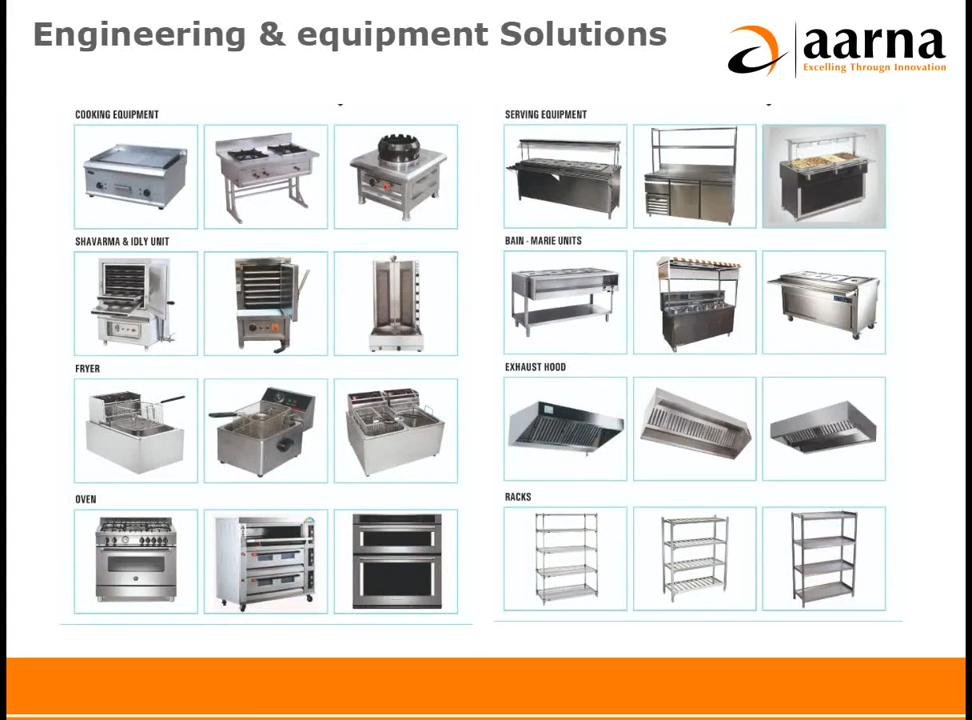 Engineering & equipment Solutions
aarna
Excelling Through Innovation
COOKING EQUIPMENT
SHAVARMA & IDLY UNIT
FRYER
OVEN
SERVING EQUIPMENT
BAIN - MARIE UNITS
EXHAUST HOOD
RACKS